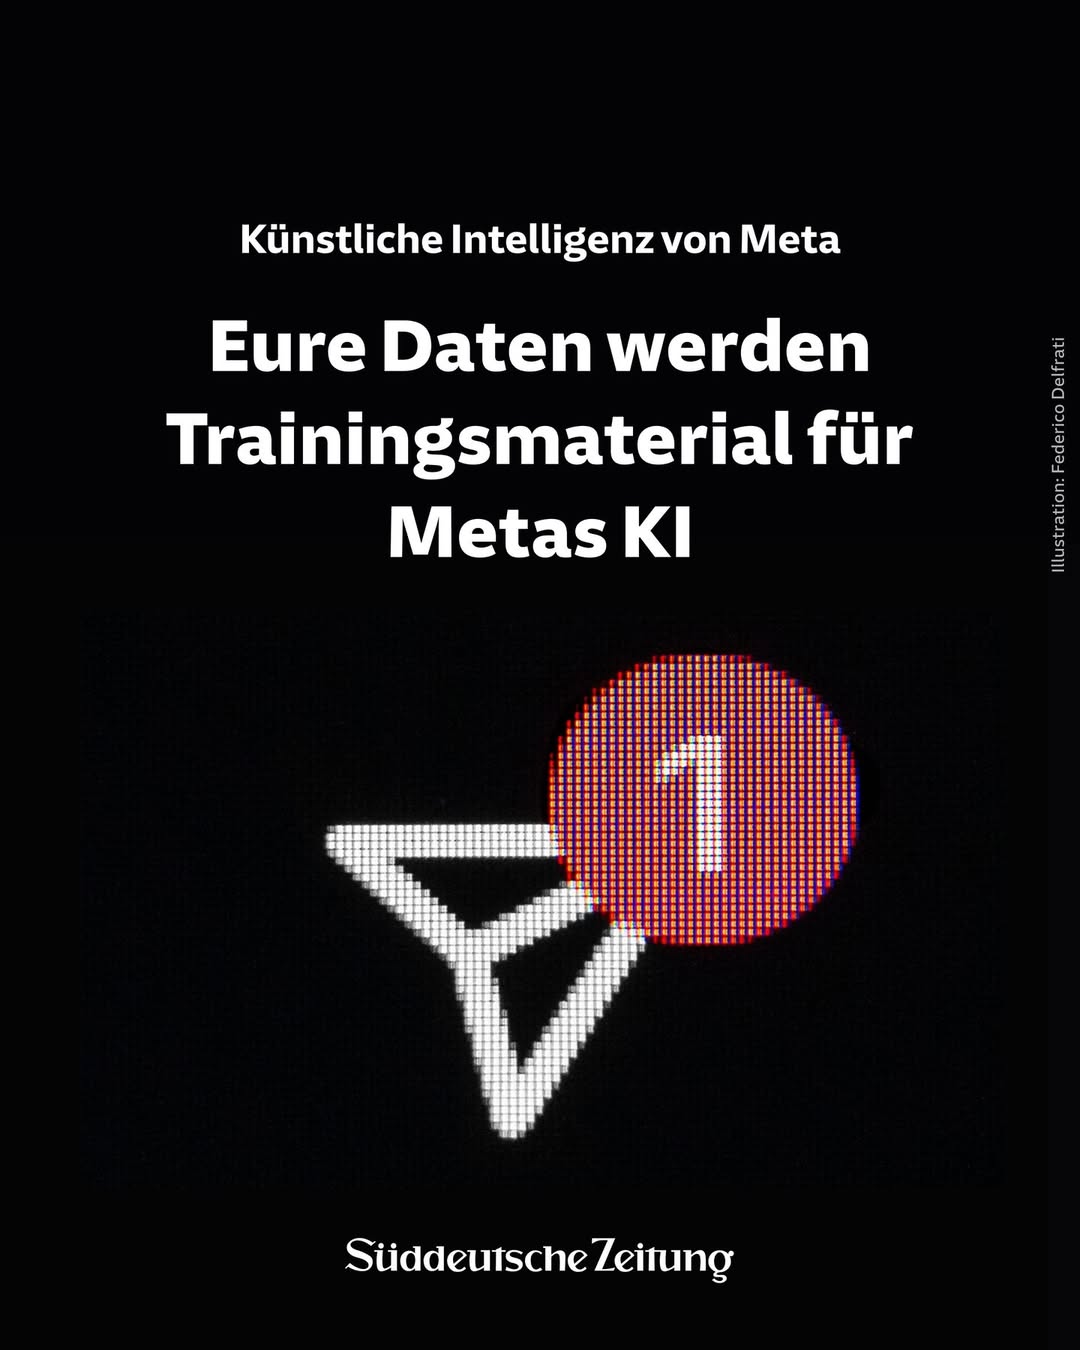 Künstliche Intelligenz von Meta
Eure Daten werden
Trainingsmaterial für
Metas KI
Illustration: Federico Delfrati
1
Süddeutsche Zeitung